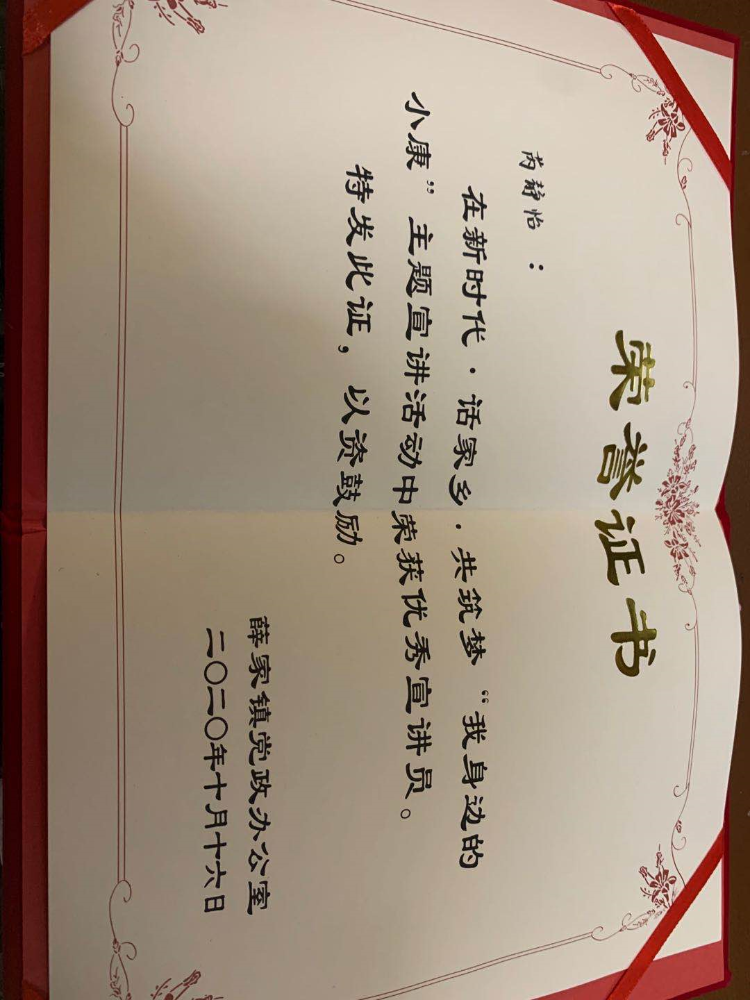 荣誉证书
芮静怡：
在新时代·话家乡·共筑梦“我身边的
小康”主题宣讲活动中荣获优秀宣讲员。
特发此证，以资鼓励。
薛家镇党政办公室
二〇二〇年十月十六日